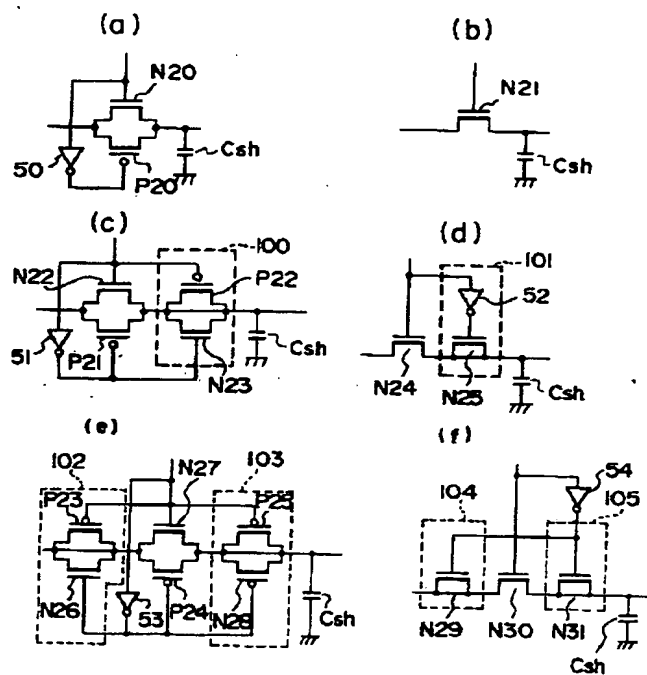 (a)
N20
50
P20
Csh
(b)
N21
Csh
(c)
100
N22
P22
51
P21
N23
Csh
(d)
101
52
N24
N25
Csh
(e)
102
N27
103
P23
P25
N26
53
P24
N28
Csh
(f)
54
104
105
N29
N30
N31
Csh